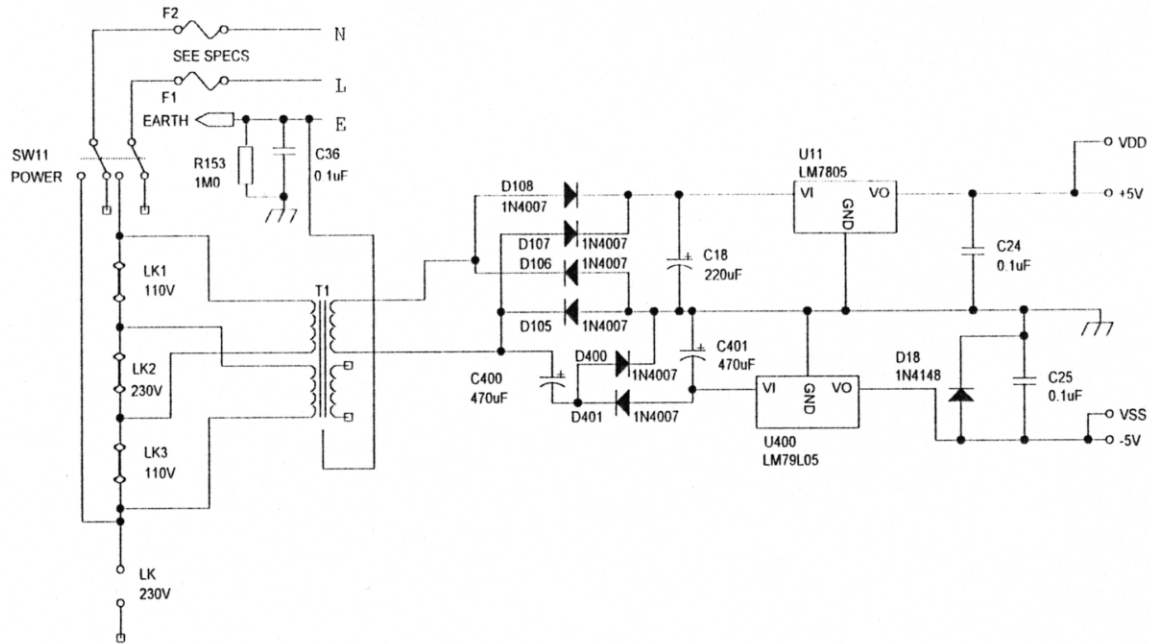 F2
N
SEE SPECS
L
F1
EARTH
E
SW11
POWER
R153
1M0
C36
0.1uF
U11
LM7805
VDD
D108
1N4007
VI
VO
GND
+5V
D107
1N4007
D106
1N4007
C18
220uF
C24
0.1uF
LK1
110V
T1
D105
1N4007
D400
1N4007
C401
470uF
D18
1N4148
LK2
230V
C400
470uF
D401
1N4007
VI
VO
GND
C25
0.1uF
VSS
-5V
U400
LM79L05
LK3
110V
LK
230V